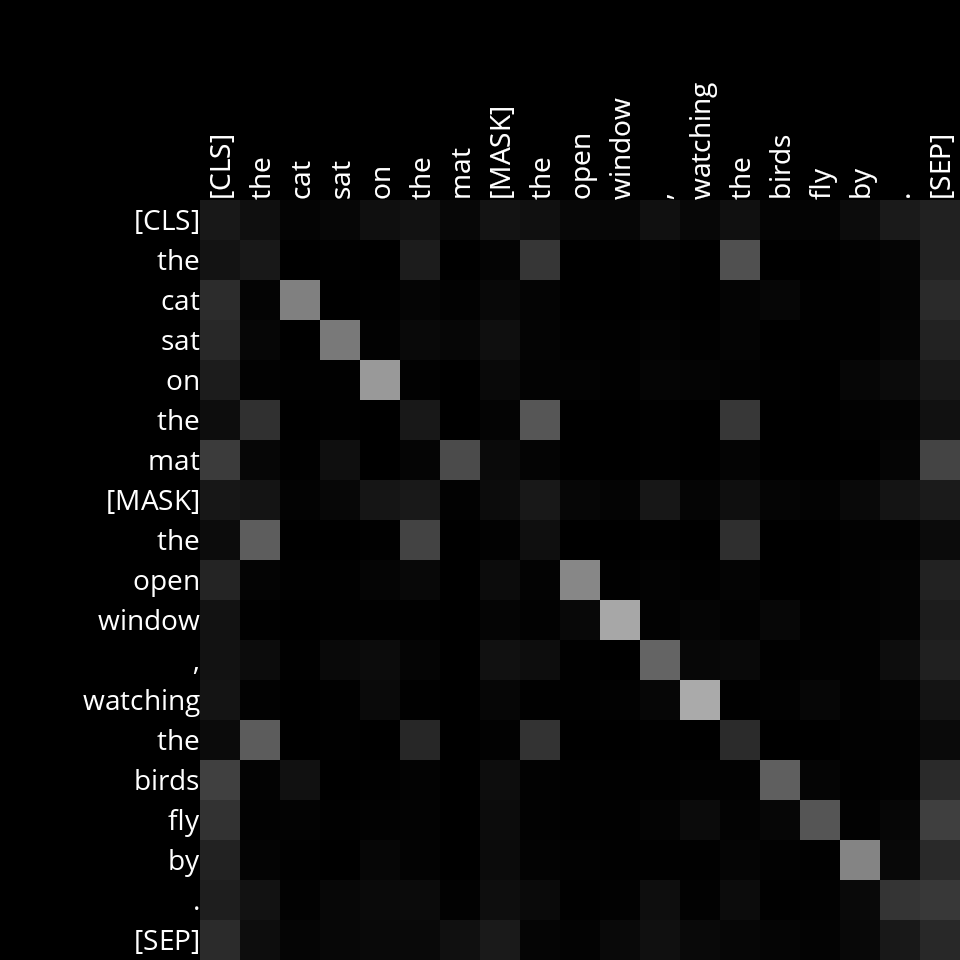 [CLS] the cat sat on the mat [MASK] the open window , watching the birds fly by . [SEP]
[CLS]
the
cat
sat
on
the
mat
[MASK]
the
open
window
,
watching
the
birds
fly
by
.
[SEP]